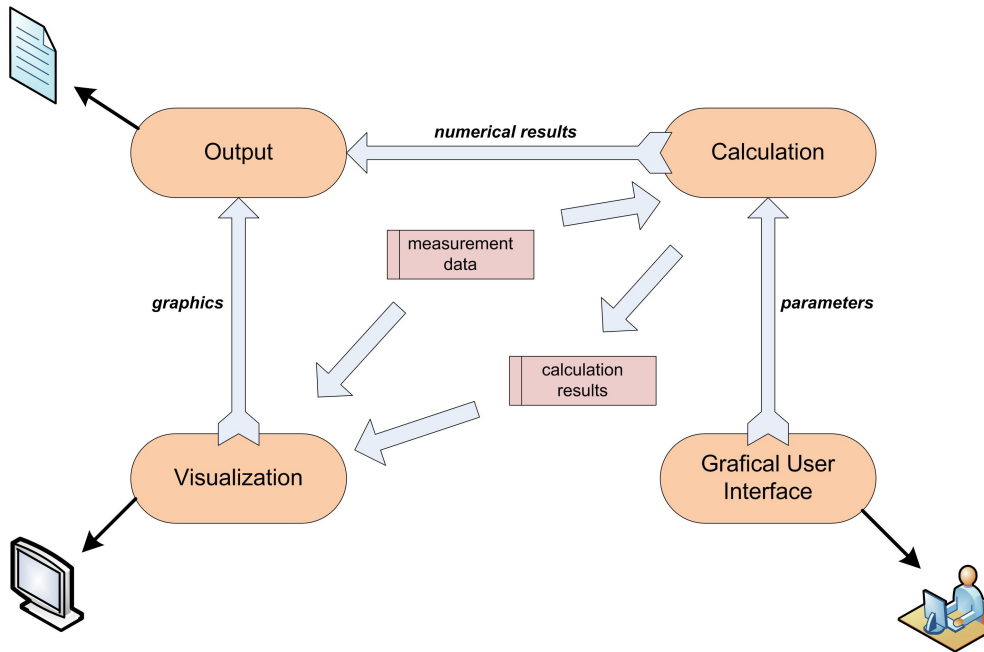 numerical results
Output
Calculation
measurement
data
graphics
parameters
calculation
results
Visualization
Grafical User
Interface